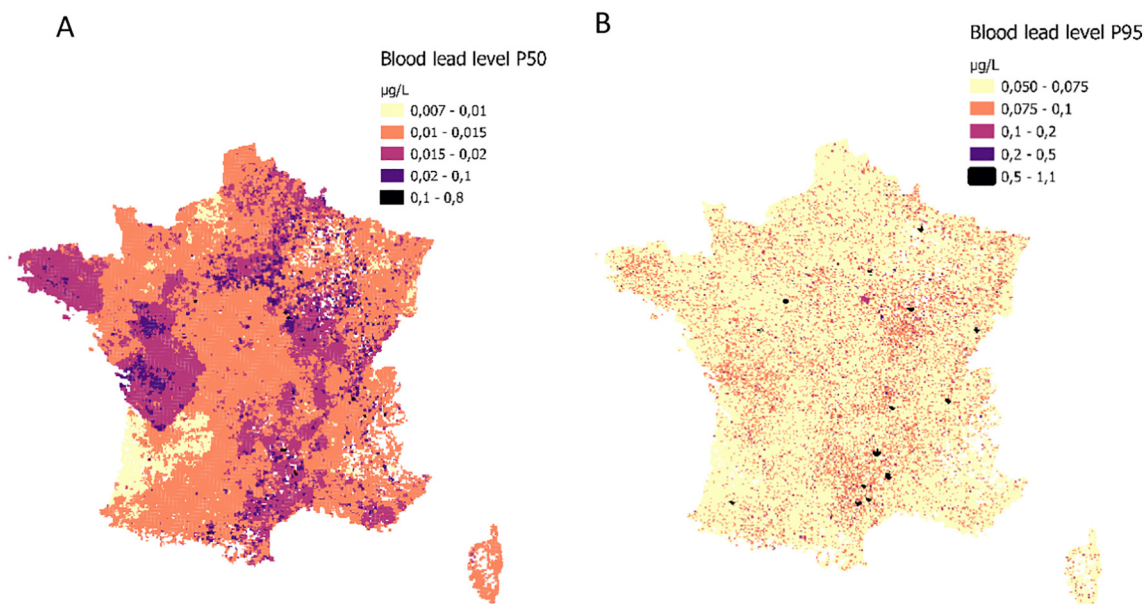 A
Blood lead level P50
µg/L
0,007 - 0,01
0,01 - 0,015
0,015 - 0,02
0,02 - 0,1
0,1 - 0,8
B
Blood lead level P95
µg/L
0,050 - 0,075
0,075 - 0,1
0,1 - 0,2
0,2 - 0,5
0,5 - 1,1